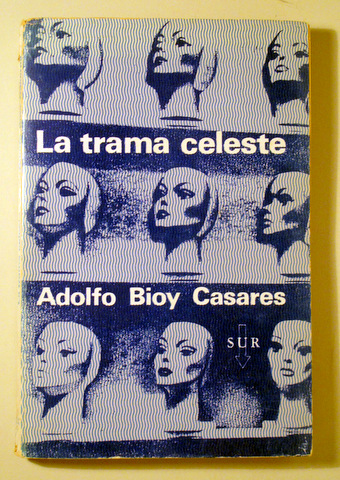 La trama celeste
Adolfo Bioy Casares
SUR